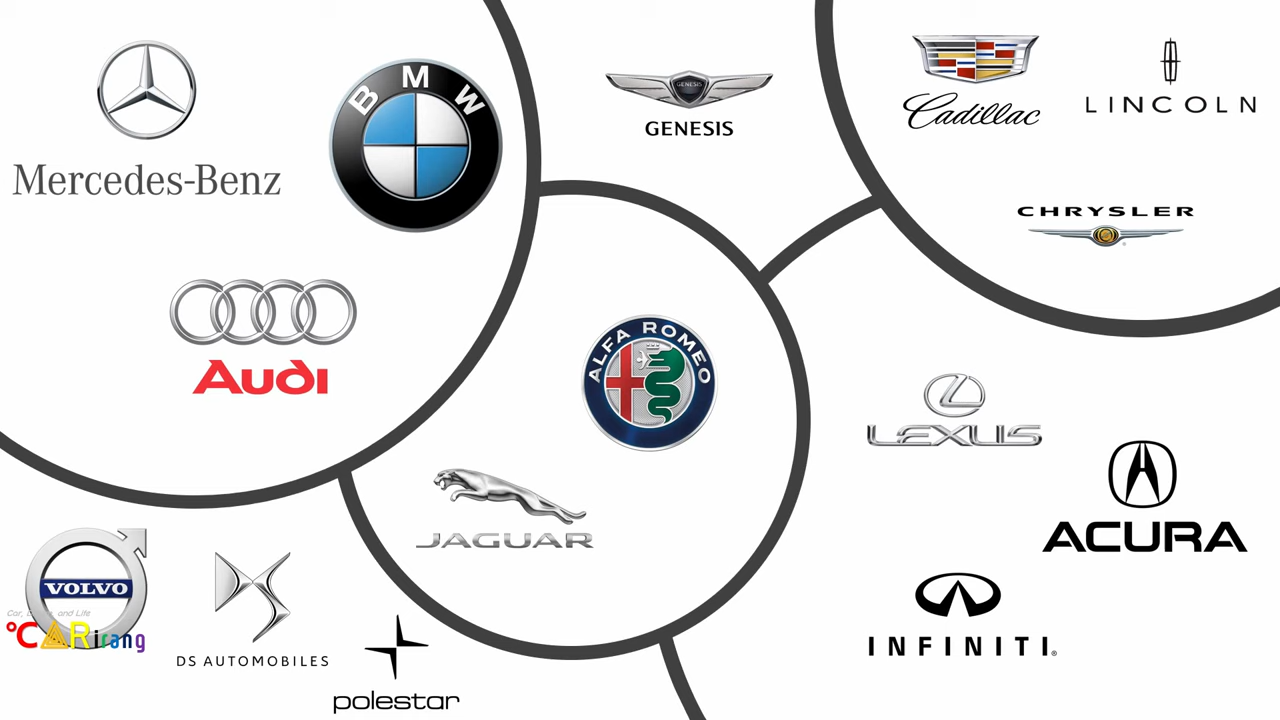 Mercedes-Benz
BMW
Audi
GENESIS
GENESIS
Cadillac
LINCOLN
CHRYSLER
ALFA ROMEO
JAGUAR
LEXUS
ACURA
INFINITI®
VOLVO
Car, and Life
°CARirang
DS AUTOMOBILES
polestar